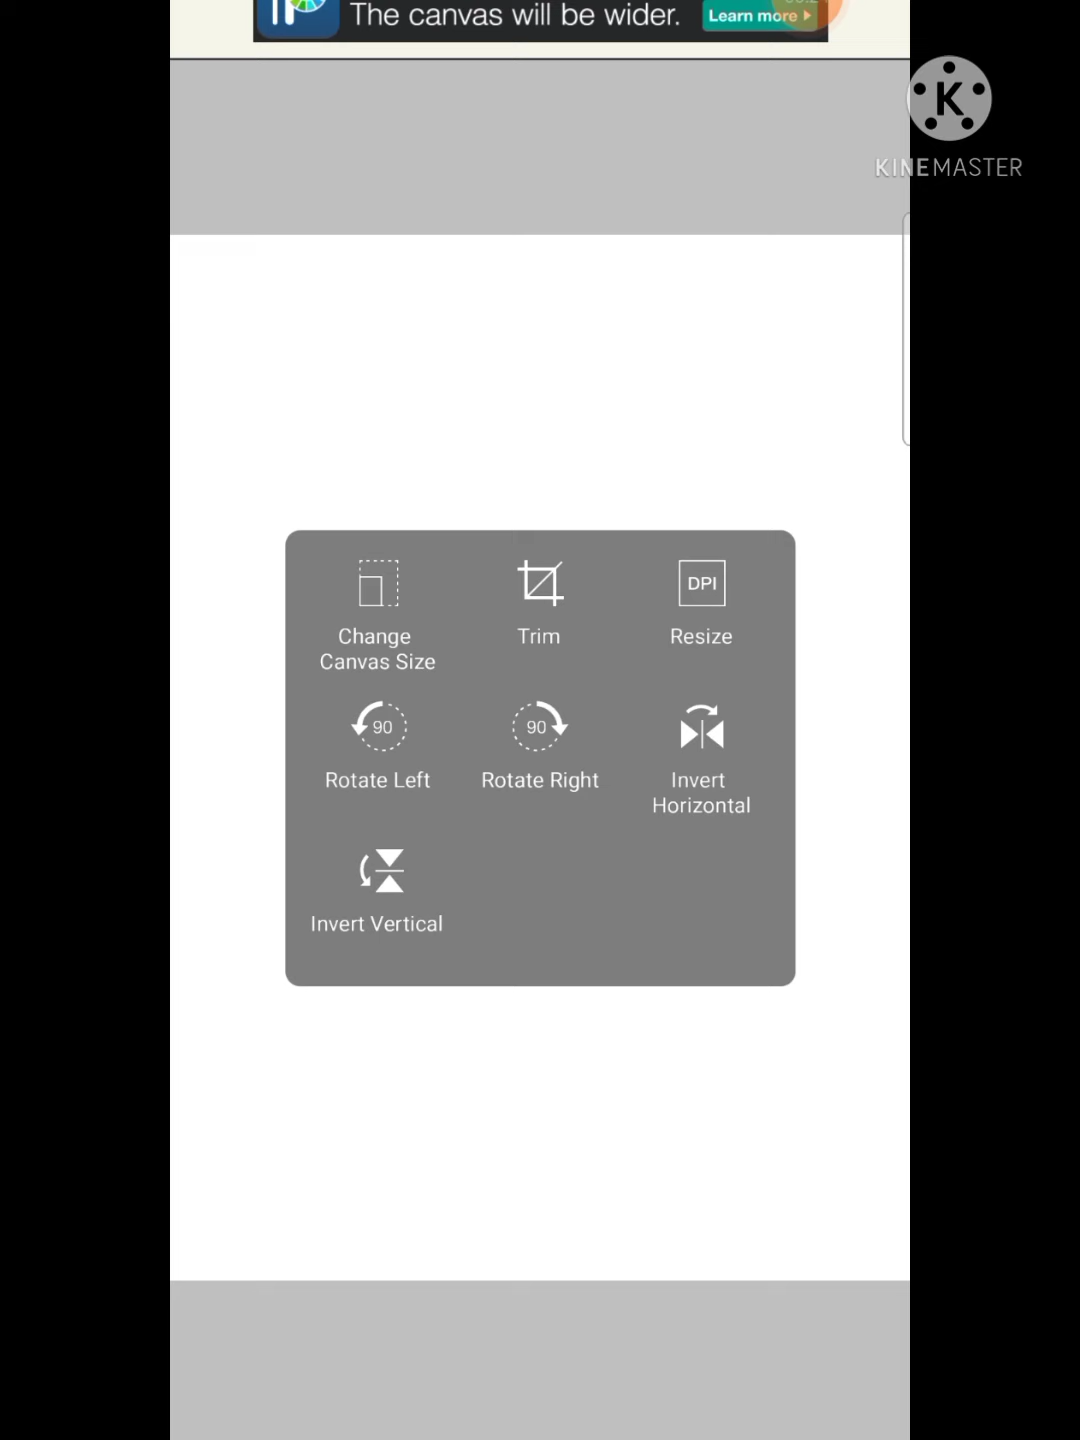 The canvas will be wider.
Learn more
K
KINEMASTER
Change
Canvas Size
Trim
DPI
Resize
90
Rotate Left
90
Rotate Right
Invert
Horizontal
Invert Vertical